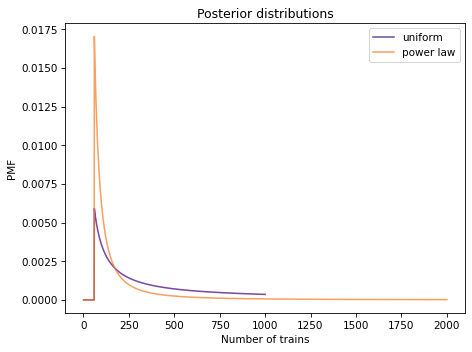 Posterior distributions
uniform
power law
PMF
0.0175
0.0150
0.0125
0.0100
0.0075
0.0050
0.0025
0.0000
0 250 500 750 1000 1250 1500 1750 2000
Number of trains